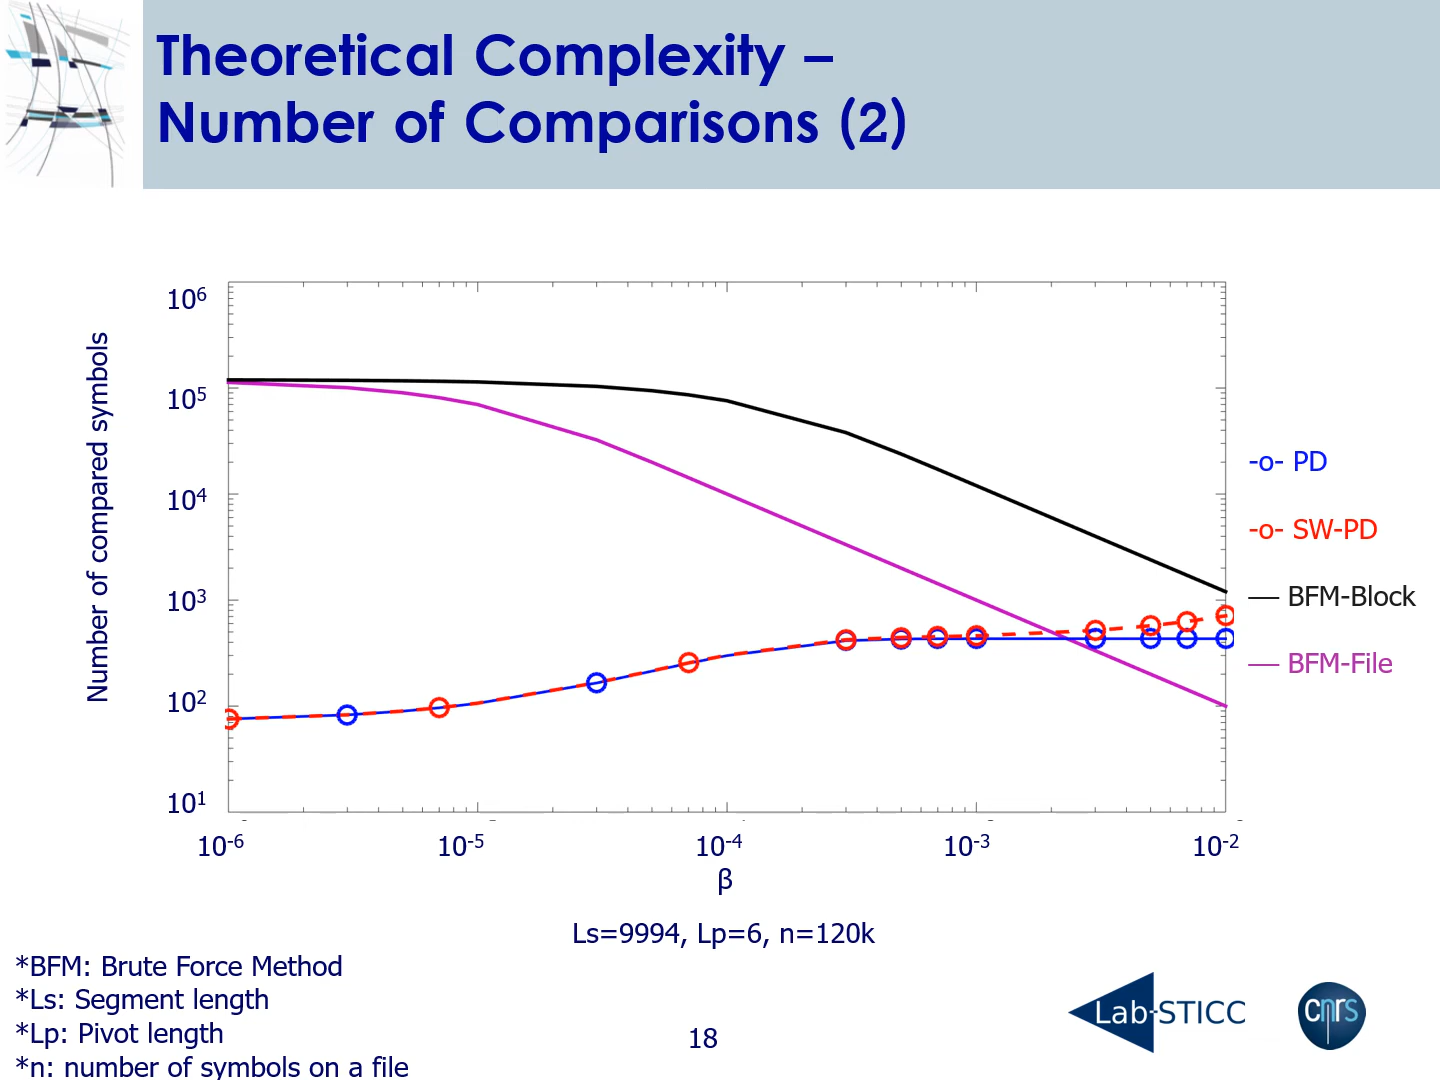 Theoretical Complexity –
Number of Comparisons (2)
Number of compared symbols
10⁶
10⁵
10⁴
10³
10²
10¹
10⁻⁶ 10⁻⁵ 10⁻⁴ 10⁻³ 10⁻²
β
-o- PD
-o- SW-PD
— BFM-Block
— BFM-File
Ls=9994, Lp=6, n=120k
*BFM: Brute Force Method
*Ls: Segment length
*Lp: Pivot length
*n: number of symbols on a file
18
Lab-STICC
cnrs